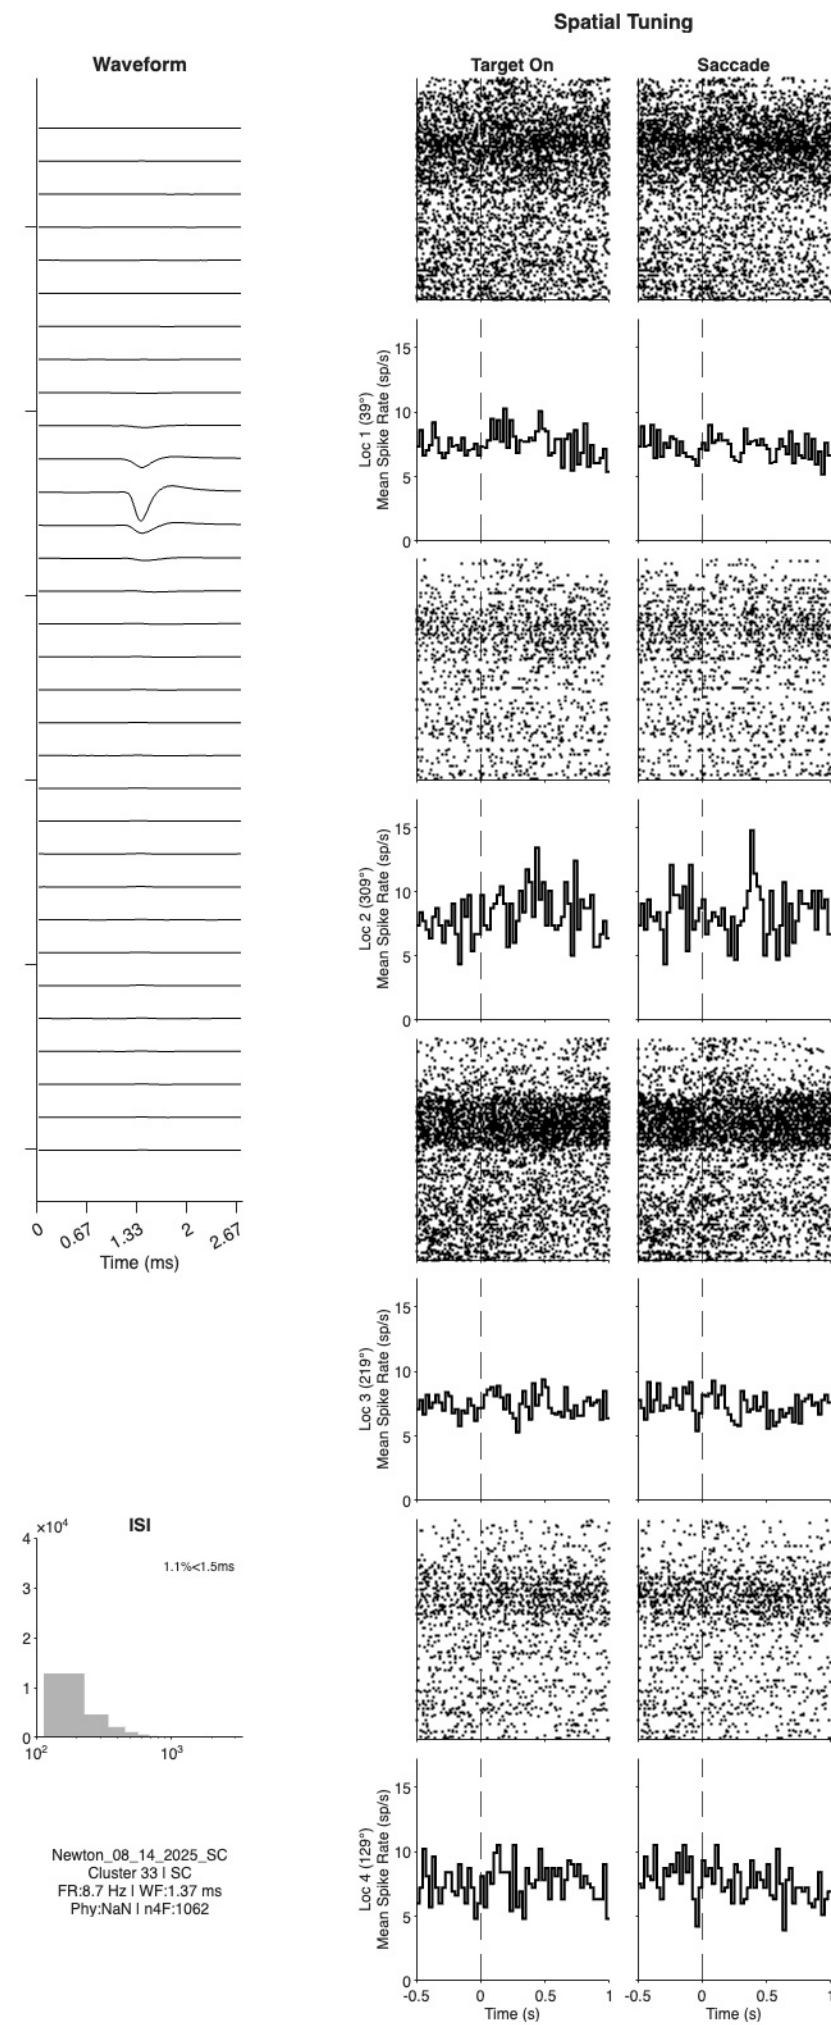 Spatial Tuning
Waveform
Target On
Saccade
0
0.67
1.33
2
2.67
Time (ms)
15
10
5
0
Loc 1 (39°)
Mean Spike Rate (sp/s)
15
10
5
0
Loc 2 (309°)
Mean Spike Rate (sp/s)
15
10
5
0
Loc 3 (219°)
Mean Spike Rate (sp/s)
15
10
5
0
Loc 4 (129°)
Mean Spike Rate (sp/s)
-0.5 0 0.5 1
Time (s)
-0.5 0 0.5 1
Time (s)
×10⁴
ISI
4
3
2
1
0
1.1%<1.5ms
10² 10³
Newton_08_14_2025_SC
Cluster 33 | SC
FR:8.7 Hz | WF:1.37 ms
Phy:NaN | n4F:1062